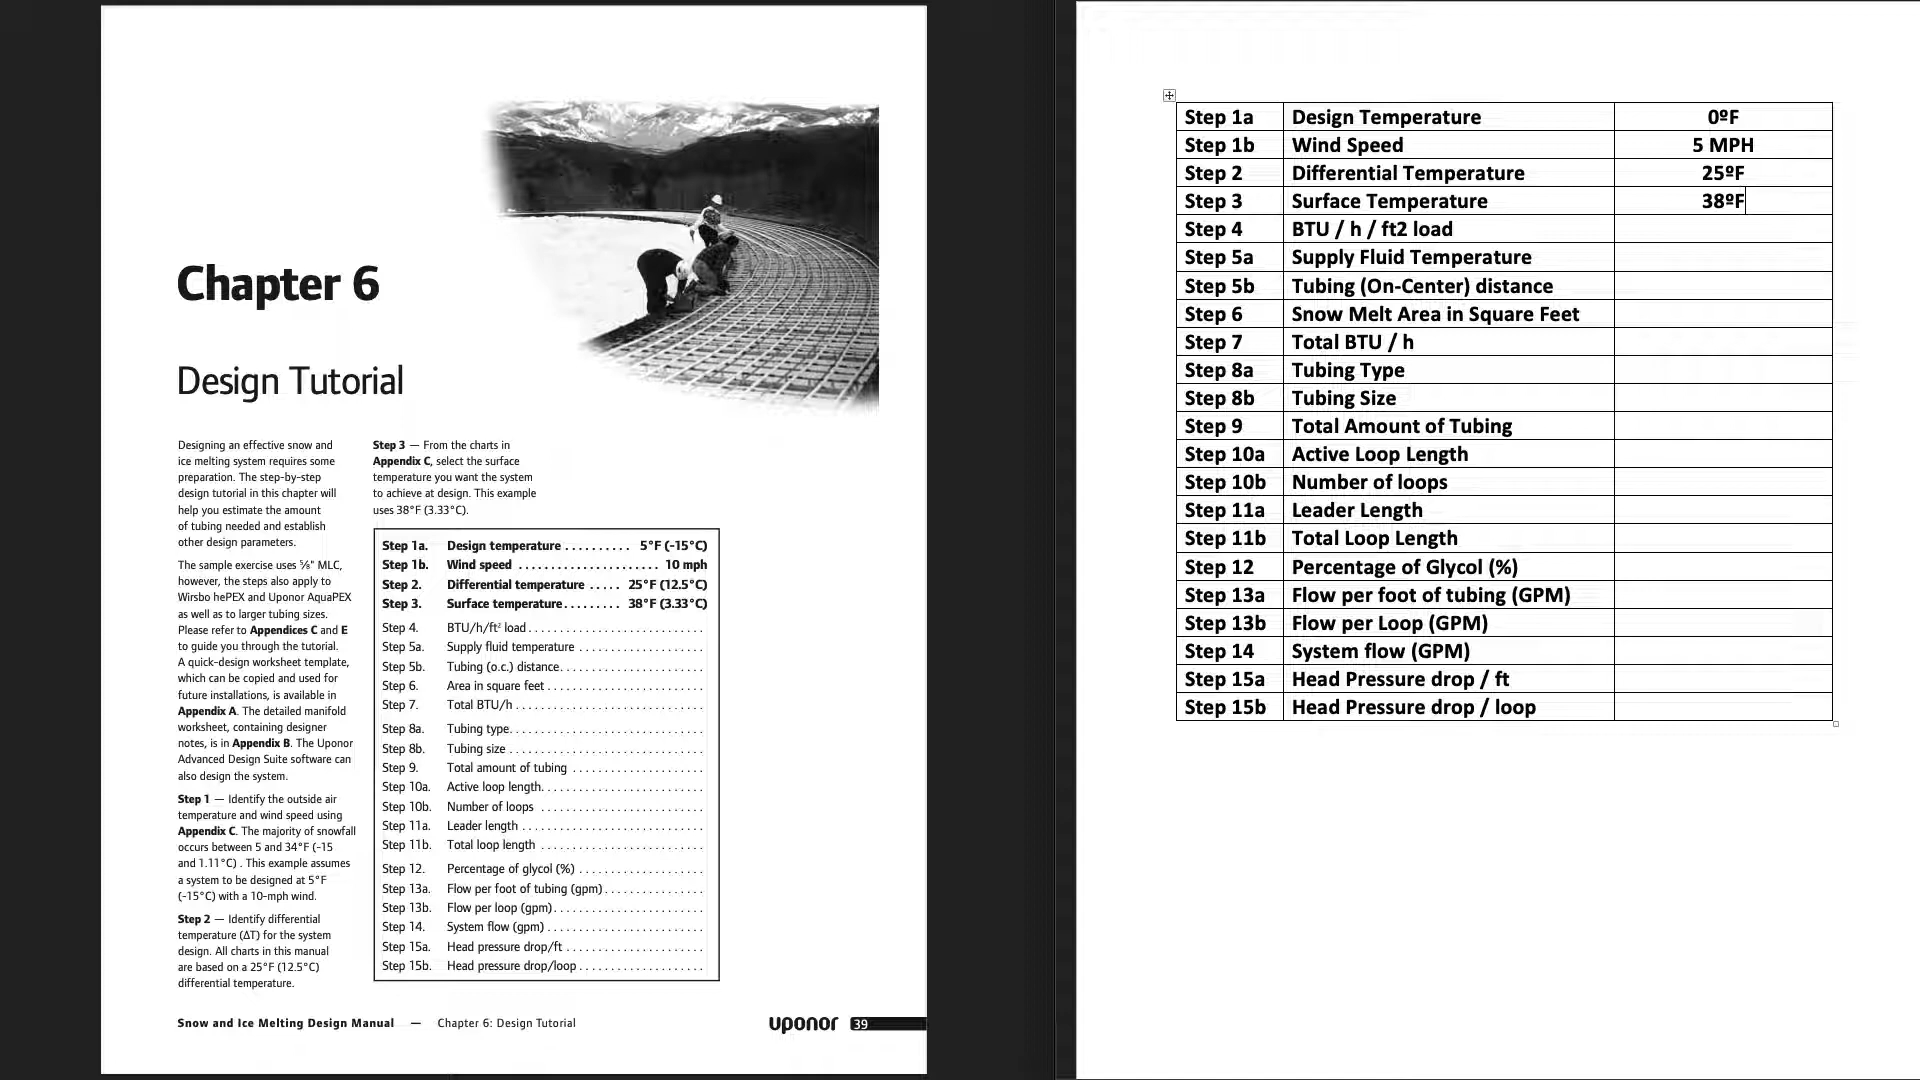 Chapter 6
Design Tutorial
Designing an effective snow and
ice melting system requires some
preparation. The step-by-step
design tutorial in this chapter will
help you estimate the amount
of tubing needed and establish
other design parameters.
The sample exercise uses ⅝" MLC,
however, the steps also apply to
Wirsbo hePEX and Uponor AquaPEX
as well as to larger tubing sizes.
Please refer to Appendices C and E
to guide you through the tutorial.
A quick-design worksheet template,
which can be copied and used for
future installations, is available in
Appendix A. The detailed manifold
worksheet, containing designer
notes, is in Appendix B. The Uponor
Advanced Design Suite software can
also design the system.
Step 1 — Identify the outside air
temperature and wind speed using
Appendix C. The majority of snowfall
occurs between 5 and 34°F (-15
and 1.11°C) . This example assumes
a system to be designed at 5°F
(-15°C) with a 10-mph wind.
Step 2 — Identify differential
temperature (ΔT) for the system
design. All charts in this manual
are based on a 25°F (12.5°C)
differential temperature.
Step 3 — From the charts in
Appendix C, select the surface
temperature you want the system
to achieve at design. This example
uses 38°F (3.33°C).
Step 1a. Design temperature . . . . . . . . . . 5°F (-15°C)
Step 1b. Wind speed . . . . . . . . . . . . . . . . . . . . . 10 mph
Step 2. Differential temperature . . . . . 25°F (12.5°C)
Step 3. Surface temperature . . . . . . . . . 38°F (3.33°C)
Step 4. BTU/h/ft² load . . . . . . . . . . . . . . . . . . . . . . . . . . .
Step 5a. Supply fluid temperature . . . . . . . . . . . . . . . . . . .
Step 5b. Tubing (o.c.) distance. . . . . . . . . . . . . . . . . . . . . .
Step 6. Area in square feet . . . . . . . . . . . . . . . . . . . . . . . .
Step 7. Total BTU/h . . . . . . . . . . . . . . . . . . . . . . . . . . . . .
Step 8a. Tubing type. . . . . . . . . . . . . . . . . . . . . . . . . . . . . .
Step 8b. Tubing size . . . . . . . . . . . . . . . . . . . . . . . . . . . . . .
Step 9. Total amount of tubing . . . . . . . . . . . . . . . . . . . .
Step 10a. Active loop length. . . . . . . . . . . . . . . . . . . . . . . . .
Step 10b. Number of loops . . . . . . . . . . . . . . . . . . . . . . . . .
Step 11a. Leader length . . . . . . . . . . . . . . . . . . . . . . . . . . . .
Step 11b. Total loop length . . . . . . . . . . . . . . . . . . . . . . . . .
Step 12. Percentage of glycol (%) . . . . . . . . . . . . . . . . . . .
Step 13a. Flow per foot of tubing (gpm) . . . . . . . . . . . . . . .
Step 13b. Flow per loop (gpm). . . . . . . . . . . . . . . . . . . . . . .
Step 14. System flow (gpm) . . . . . . . . . . . . . . . . . . . . . . . .
Step 15a. Head pressure drop/ft . . . . . . . . . . . . . . . . . . . . .
Step 15b. Head pressure drop/loop . . . . . . . . . . . . . . . . . . .
Snow and Ice Melting Design Manual — Chapter 6: Design Tutorial
uponor 39
Step 1a Design Temperature 0ºF
Step 1b Wind Speed 5 MPH
Step 2 Differential Temperature 25ºF
Step 3 Surface Temperature 38ºF
Step 4 BTU / h / ft2 load
Step 5a Supply Fluid Temperature
Step 5b Tubing (On-Center) distance
Step 6 Snow Melt Area in Square Feet
Step 7 Total BTU / h
Step 8a Tubing Type
Step 8b Tubing Size
Step 9 Total Amount of Tubing
Step 10a Active Loop Length
Step 10b Number of loops
Step 11a Leader Length
Step 11b Total Loop Length
Step 12 Percentage of Glycol (%)
Step 13a Flow per foot of tubing (GPM)
Step 13b Flow per Loop (GPM)
Step 14 System flow (GPM)
Step 15a Head Pressure drop / ft
Step 15b Head Pressure drop / loop